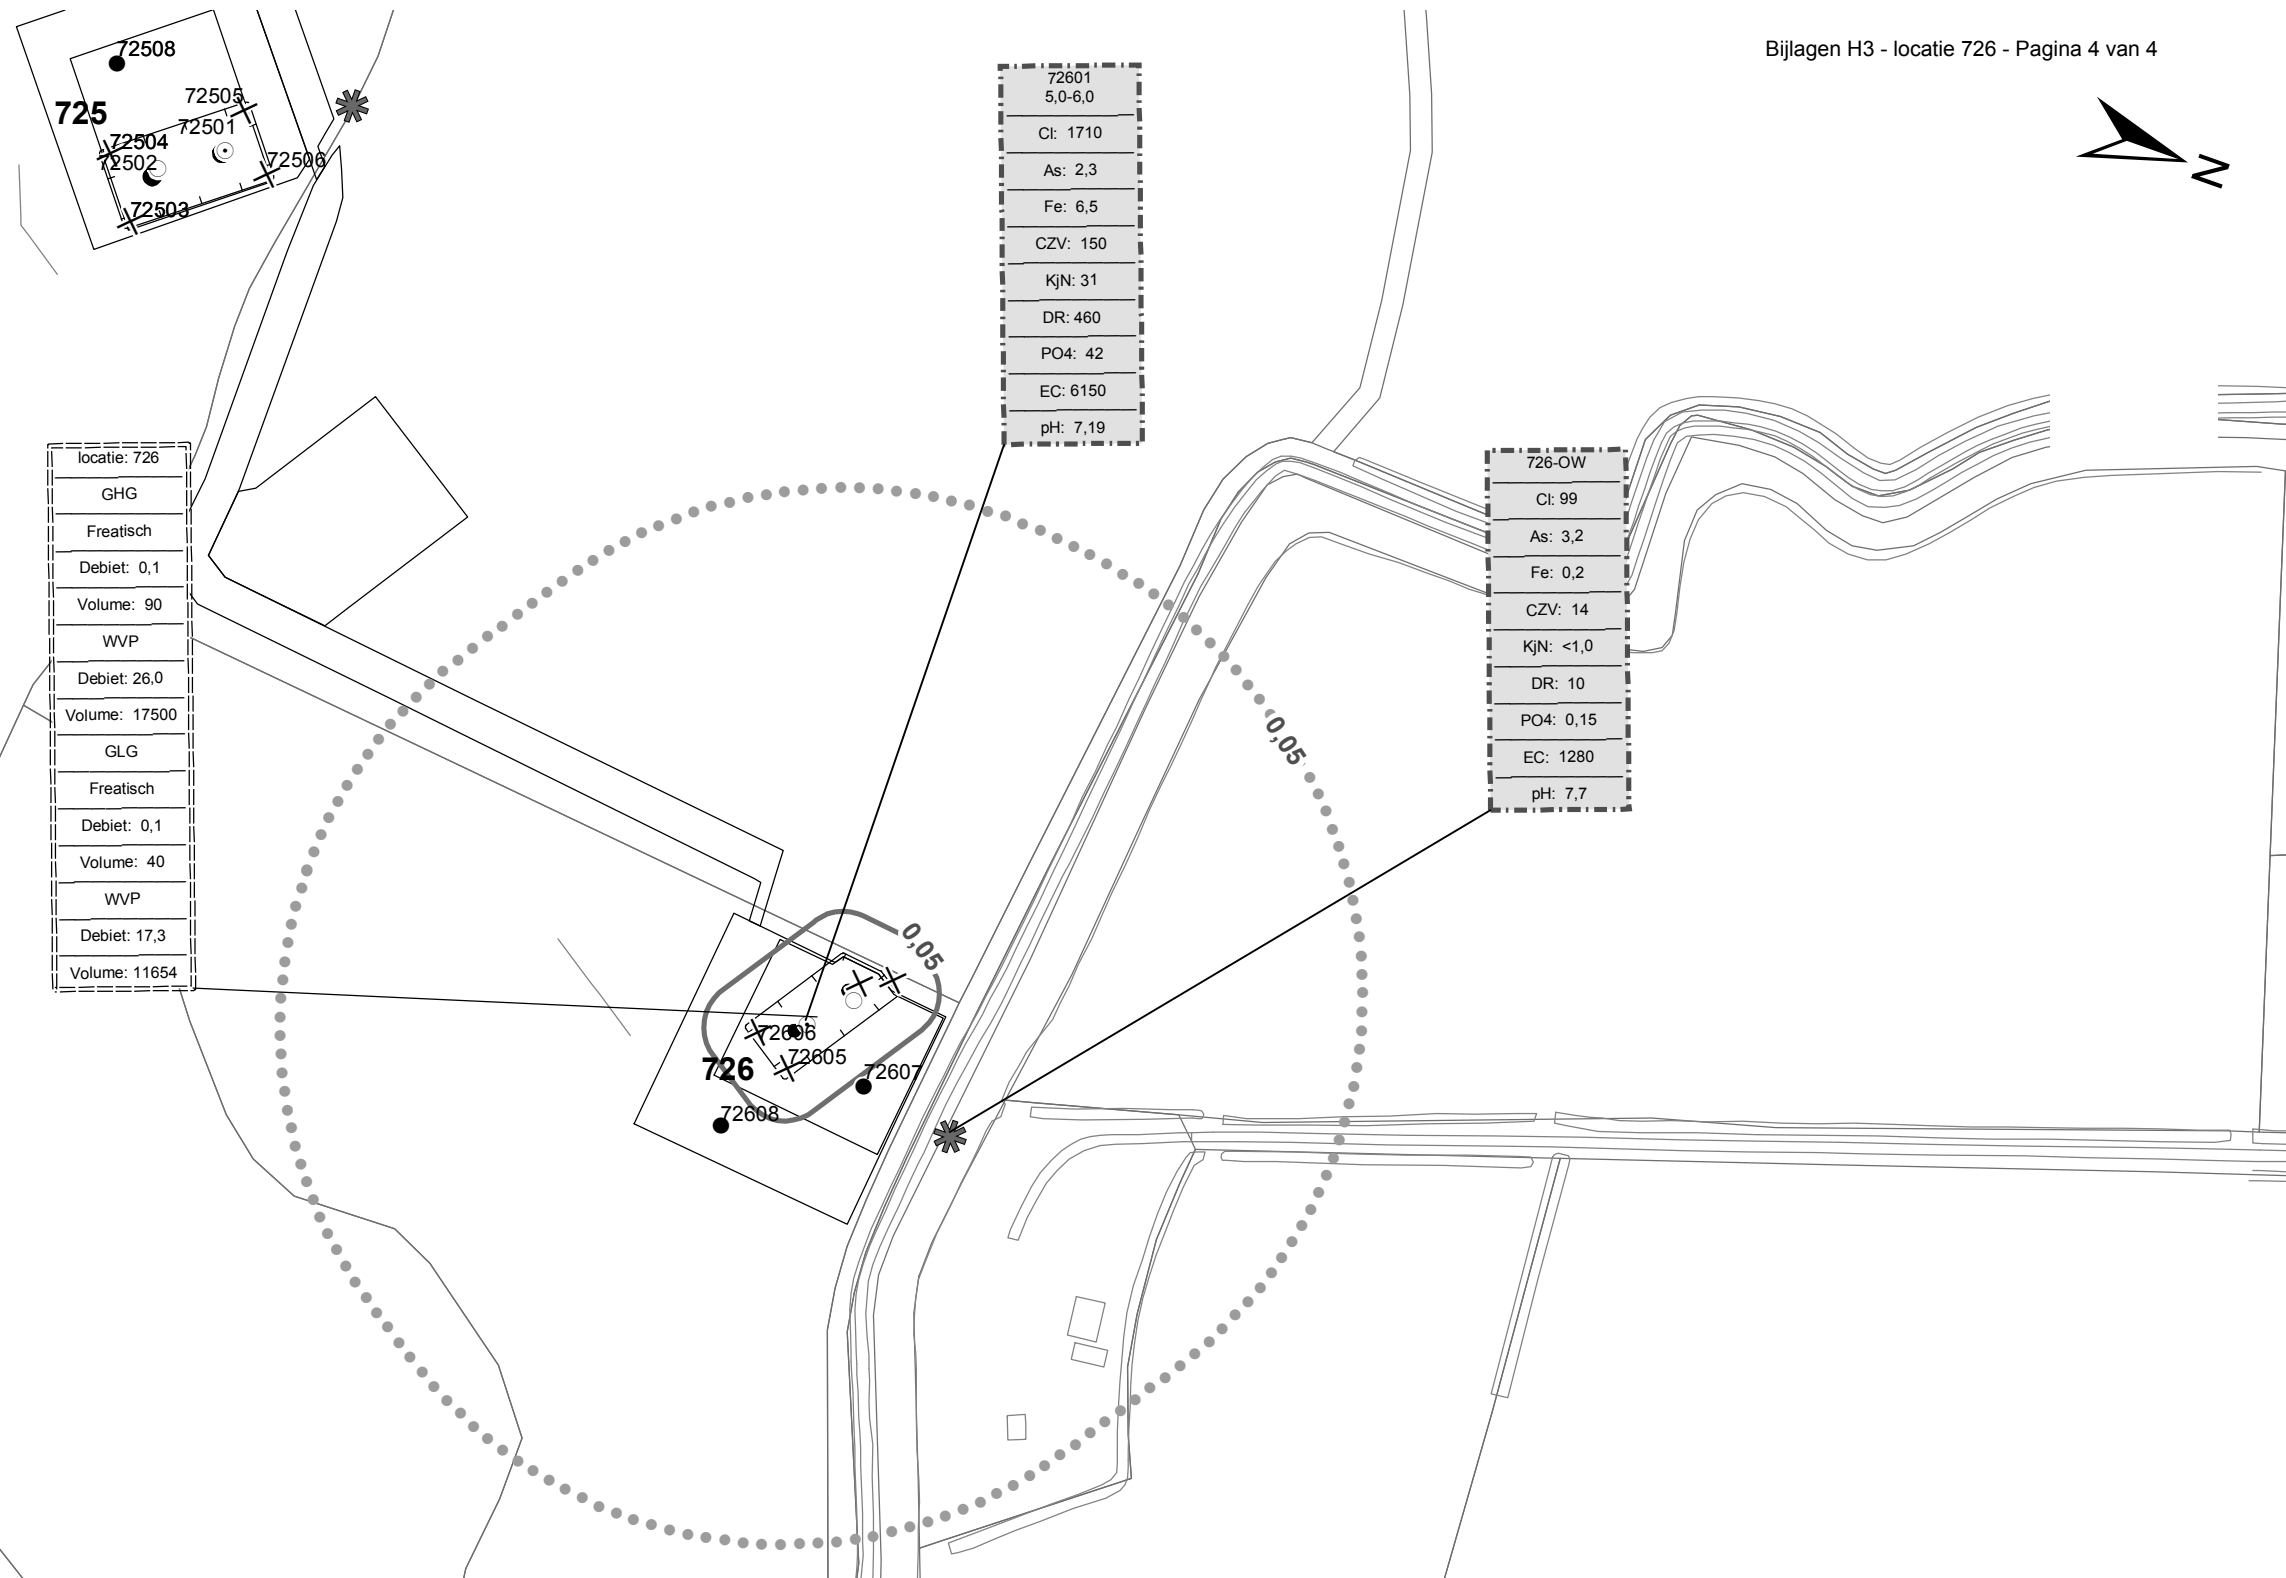 Bijlagen H3 - locatie 726 - Pagina 4 van 4
N
72508
725
72505
72501
72504
72502
72506
72503
72601
5,0-6,0
Cl: 1710
As: 2,3
Fe: 6,5
CZV: 150
KjN: 31
DR: 460
PO4: 42
EC: 6150
pH: 7,19
locatie: 726
GHG
Freatisch
Debiet: 0,1
Volume: 90
WVP
Debiet: 26,0
Volume: 17500
GLG
Freatisch
Debiet: 0,1
Volume: 40
WVP
Debiet: 17,3
Volume: 11654
726-OW
Cl: 99
As: 3,2
Fe: 0,2
CZV: 14
KjN: <1,0
DR: 10
PO4: 0,15
EC: 1280
pH: 7,7
0,05
0,05
72606
72605
726
72607
72608